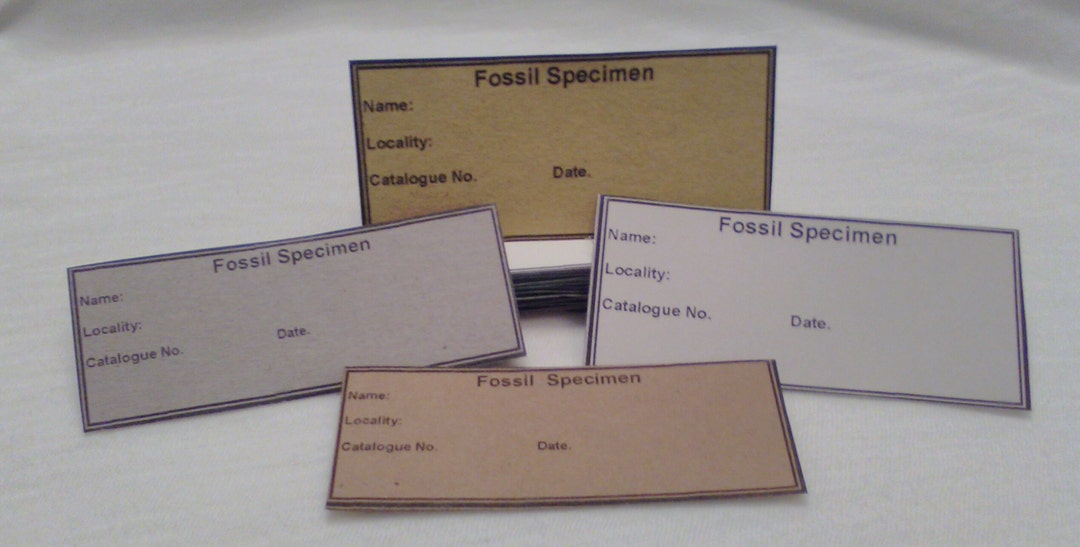 Fossil Specimen
Name:
Locality:
Catalogue No. Date.
Fossil Specimen
Name:
Locality:
Catalogue No. Date.
Fossil Specimen
Name:
Locality:
Catalogue No. Date.
Fossil Specimen
Name:
Locality:
Catalogue No. Date.